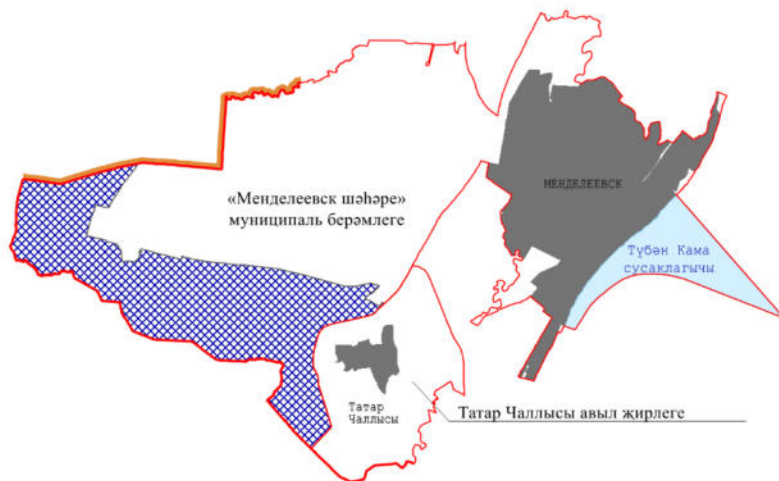 «Менделеевск шәһәре»
муниципаль берәмлеге
МЕНДЕЛЕЕВСК
Түбән Кама
сусаклагычы
Татар
Чаллысы
Татар Чаллысы авыл җирлеге